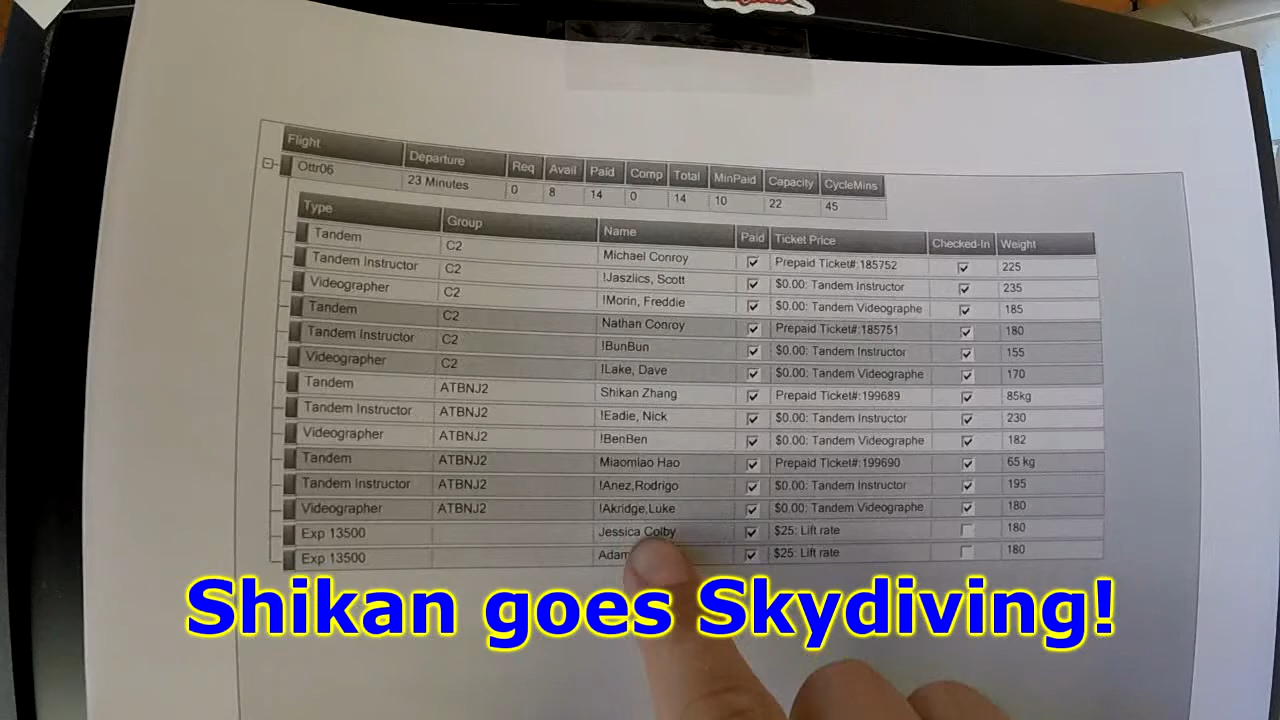 Flight Departure Req Avail Paid Comp Total MinPaid Capacity CycleMins
Ottr06 23 Minutes 0 8 14 0 14 10 22 45
Type Group Name Paid Ticket Price Checked-In Weight
Tandem C2 Michael Conroy Prepaid Ticket#:185752 225
Tandem Instructor C2 !Jaszlics, Scott $0.00: Tandem Instructor 235
Videographer C2 !Morin, Freddie $0.00: Tandem Videographe 185
Tandem C2 Nathan Conroy Prepaid Ticket#:185751 180
Tandem Instructor C2 !BunBun $0.00: Tandem Instructor 155
Videographer C2 !Lake, Dave $0.00: Tandem Videographe 170
Tandem ATBNJ2 Shikan Zhang Prepaid Ticket#:199689 85kg
Tandem Instructor ATBNJ2 !Eadie, Nick $0.00: Tandem Instructor 230
Videographer ATBNJ2 !BenBen $0.00: Tandem Videographe 182
Tandem ATBNJ2 Miaomiao Hao Prepaid Ticket#:199690 65 kg
Tandem Instructor ATBNJ2 !Anez,Rodrigo $0.00: Tandem Instructor 195
Videographer ATBNJ2 !Akridge,Luke $0.00: Tandem Videographe 180
Exp 13500 Jessica Colby $25: Lift rate 180
Exp 13500 Adam $25: Lift rate 180
Shikan goes Skydiving!